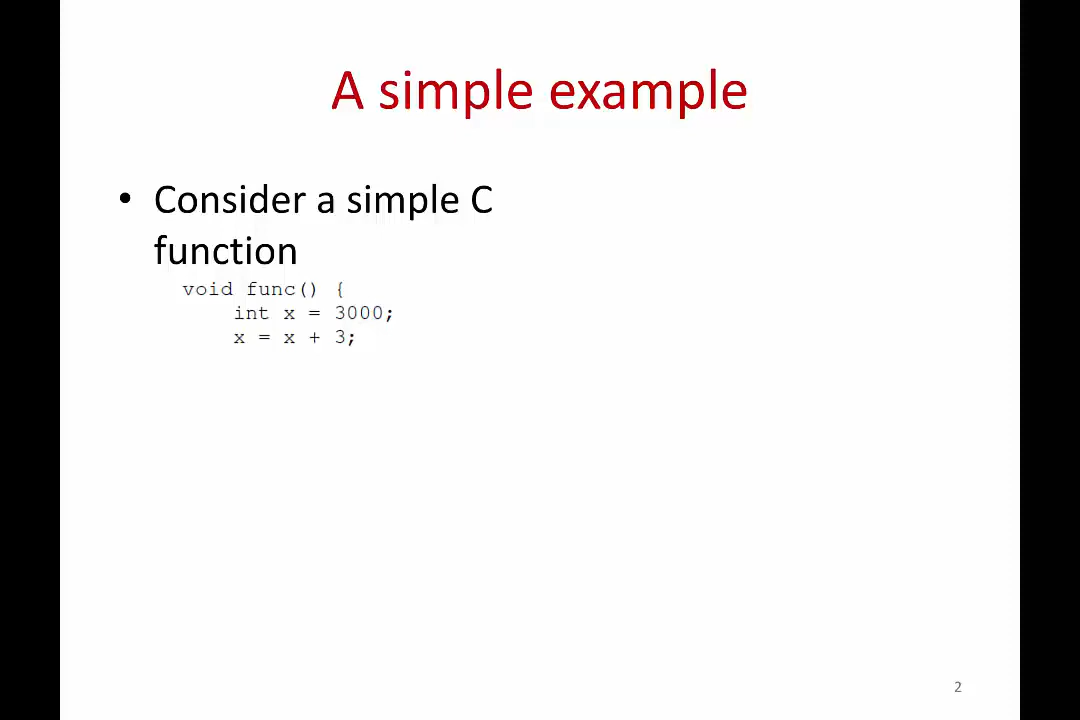 A simple example
• Consider a simple C
function
void func() {
    int x = 3000;
    x = x + 3;
2